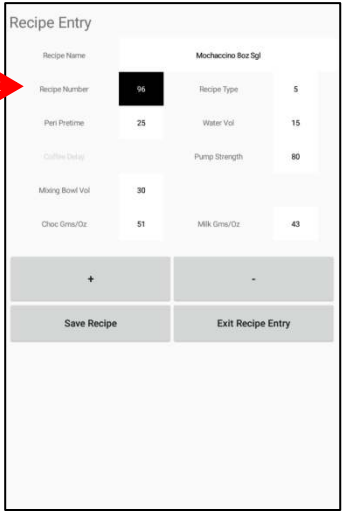 Recipe Entry
Recipe Name Mochaccino 8oz Sgl
Recipe Number 96 Recipe Type 5
Peri Pretime 25 Water Vol 15
Coffee Delay Pump Strength 80
Mixing Bowl Vol 30
Choc Gms/Oz 51 Milk Gms/Oz 43
+ -
Save Recipe Exit Recipe Entry